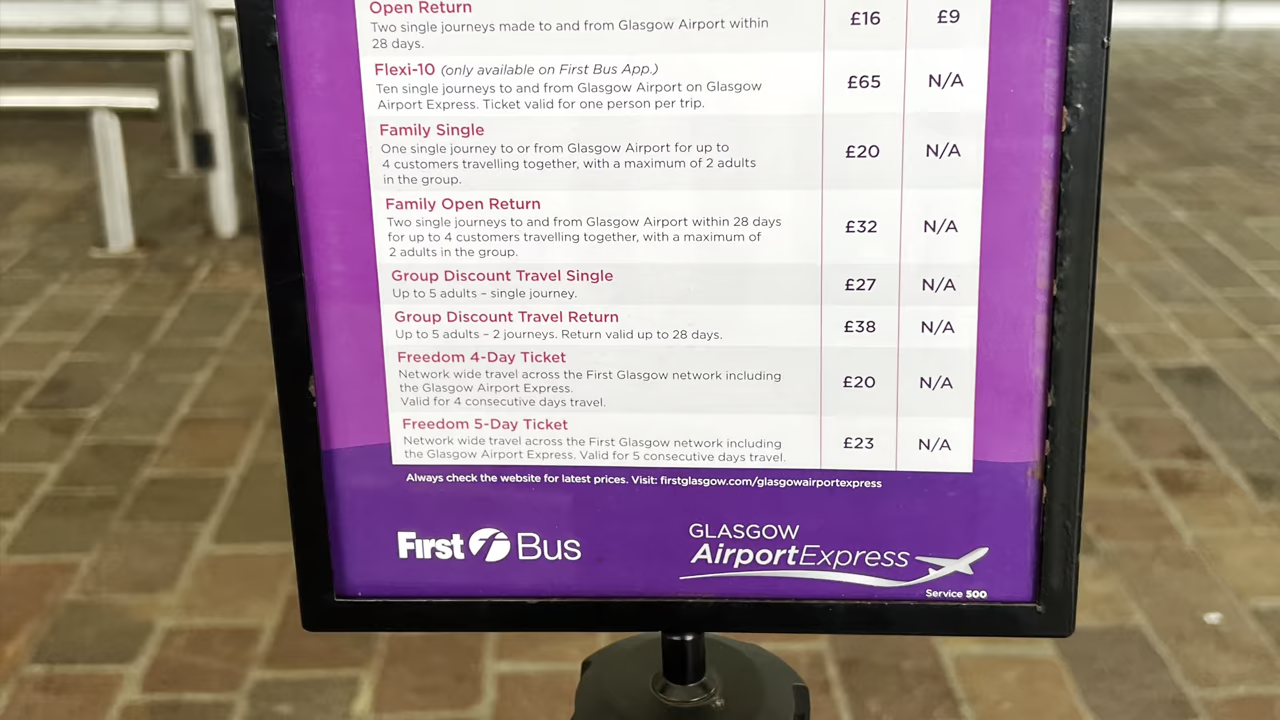 Open Return
Two single journeys made to and from Glasgow Airport within
28 days.
£16 £9
Flexi-10 (only available on First Bus App.)
Ten single journeys to and from Glasgow Airport on Glasgow
Airport Express. Ticket valid for one person per trip.
£65 N/A
Family Single
One single journey to or from Glasgow Airport for up to
4 customers travelling together, with a maximum of 2 adults
in the group.
£20 N/A
Family Open Return
Two single journeys to and from Glasgow Airport within 28 days
for up to 4 customers travelling together, with a maximum of
2 adults in the group.
£32 N/A
Group Discount Travel Single
Up to 5 adults – single journey.
£27 N/A
Group Discount Travel Return
Up to 5 adults – 2 journeys. Return valid up to 28 days.
£38 N/A
Freedom 4-Day Ticket
Network wide travel across the First Glasgow network including
the Glasgow Airport Express.
Valid for 4 consecutive days travel.
£20 N/A
Freedom 5-Day Ticket
Network wide travel across the First Glasgow network including
the Glasgow Airport Express. Valid for 5 consecutive days travel.
£23 N/A
Always check the website for latest prices. Visit: firstglasgow.com/glasgowairportexpress
First Bus
GLASGOW
AirportExpress
Service 500